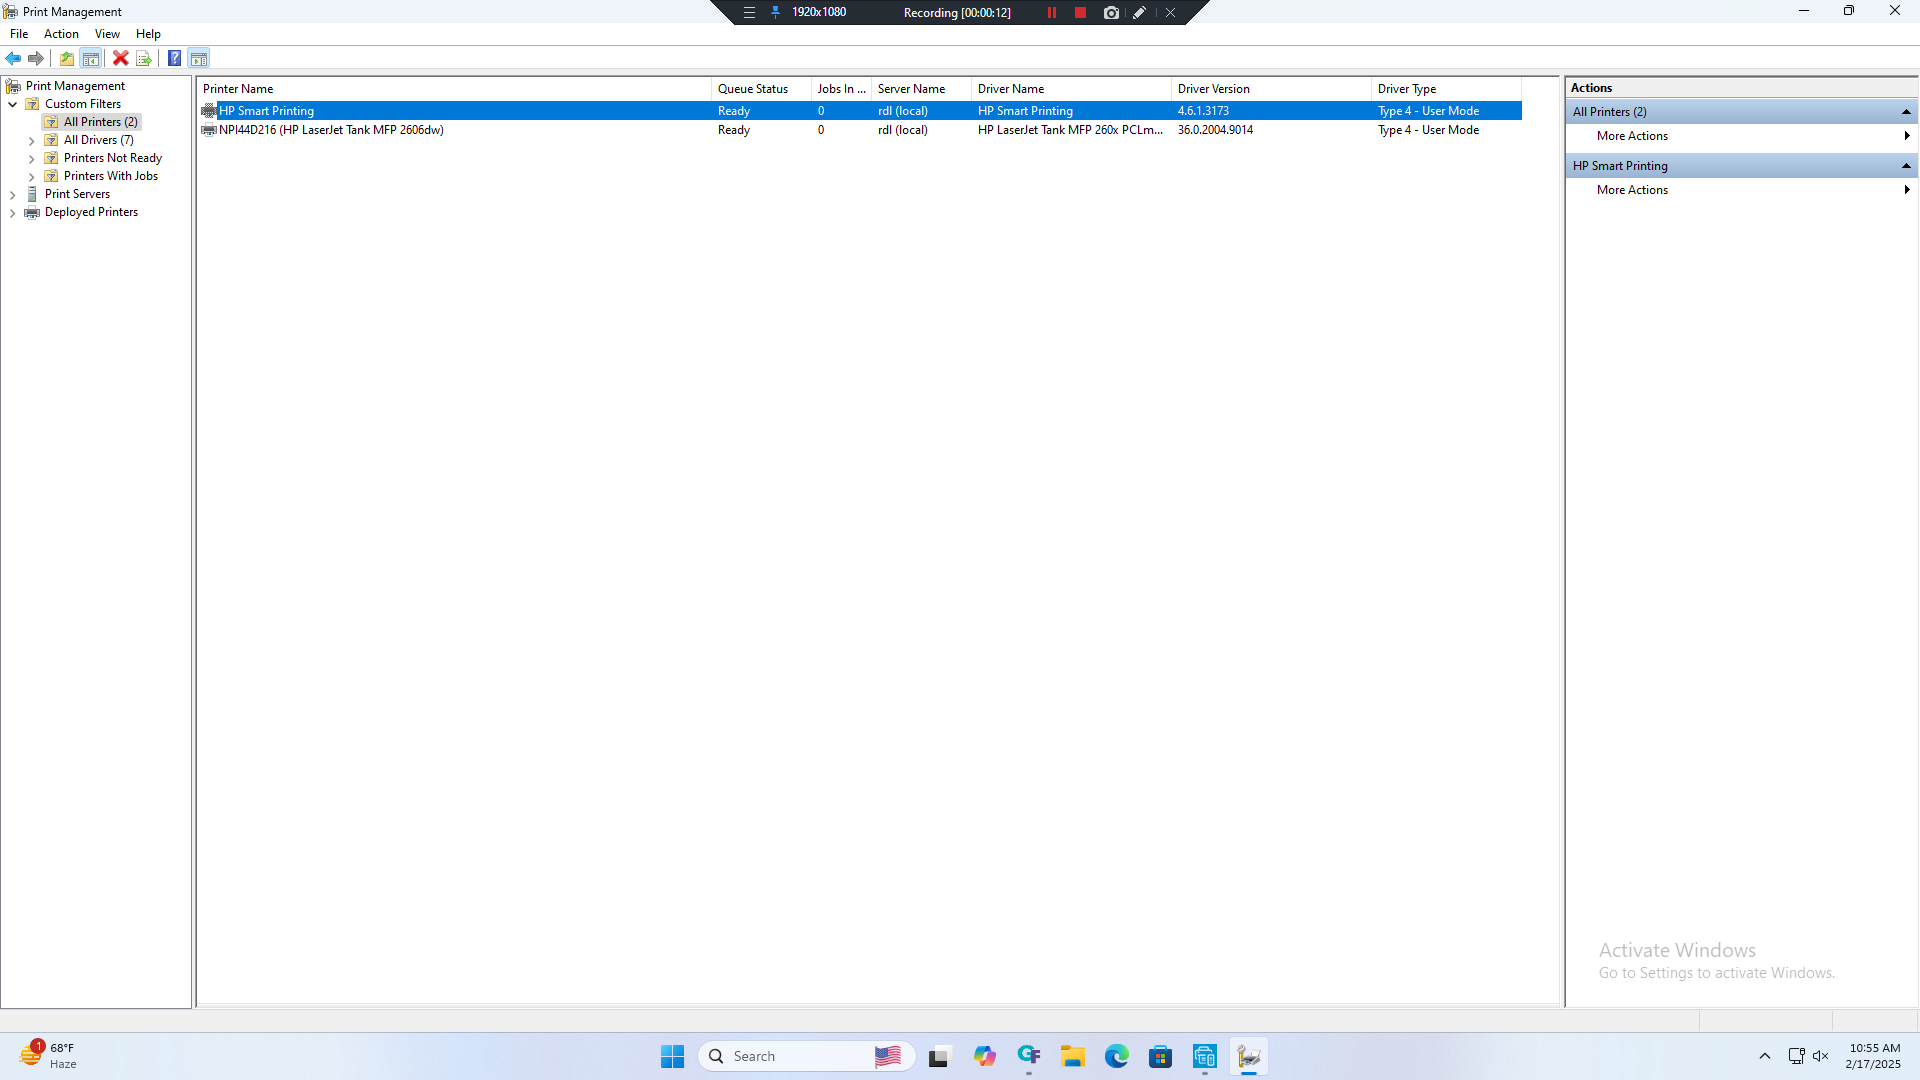 Print Management
1920x1080
Recording [00:00:12]
File Action View Help
Print Management
Custom Filters
All Printers (2)
All Drivers (7)
Printers Not Ready
Printers With Jobs
Print Servers
Deployed Printers
Printer Name Queue Status Jobs In ... Server Name Driver Name Driver Version Driver Type
HP Smart Printing Ready 0 rdl (local) HP Smart Printing 4.6.1.3173 Type 4 - User Mode
NPI44D216 (HP LaserJet Tank MFP 2606dw) Ready 0 rdl (local) HP LaserJet Tank MFP 260x PCLm... 36.0.2004.9014 Type 4 - User Mode
Actions
All Printers (2)
More Actions
HP Smart Printing
More Actions
Activate Windows
Go to Settings to activate Windows.
1
68°F
Haze
Search
GF
10:55 AM
2/17/2025